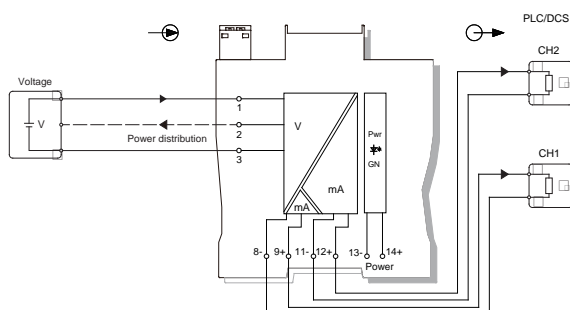 PLC/DCS
CH2
Voltage
V
1
Power distribution
2
3
V
Pwr
GN
mA
mA
CH1
8-
9+
11-
12+
13-
14+
Power